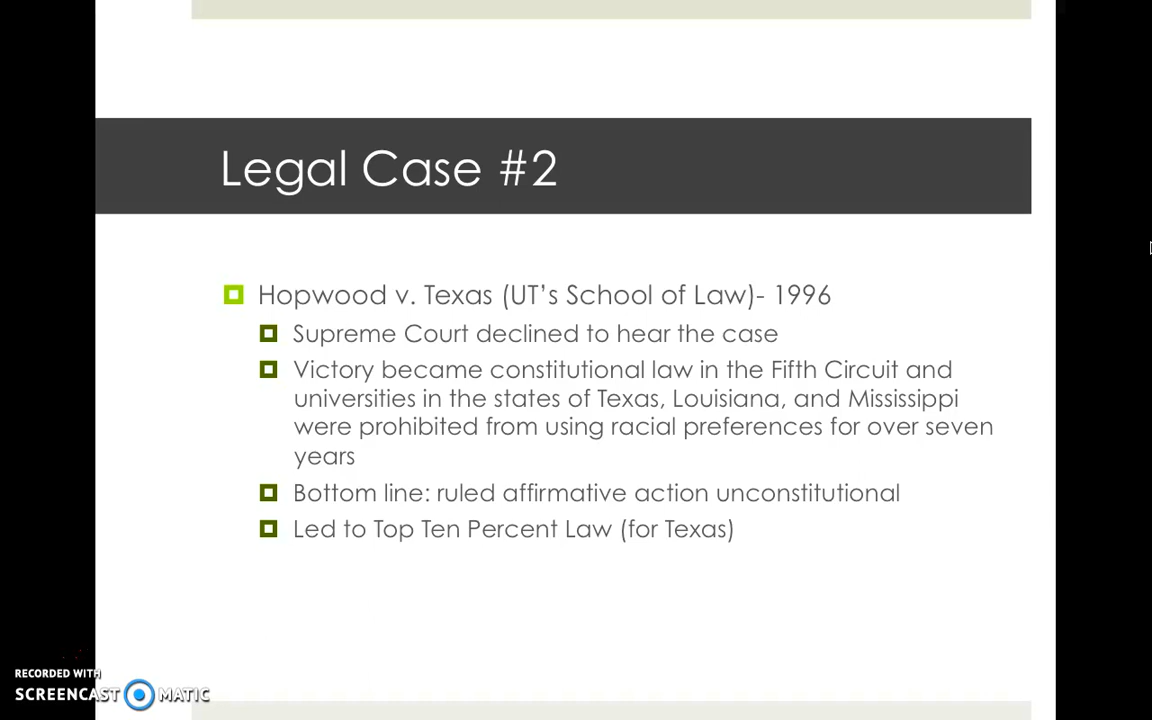 Legal Case #2
Hopwood v. Texas (UT’s School of Law)- 1996
Supreme Court declined to hear the case
Victory became constitutional law in the Fifth Circuit and
universities in the states of Texas, Louisiana, and Mississippi
were prohibited from using racial preferences for over seven
years
Bottom line: ruled affirmative action unconstitutional
Led to Top Ten Percent Law (for Texas)
RECORDED WITH
SCREENCAST MATIC